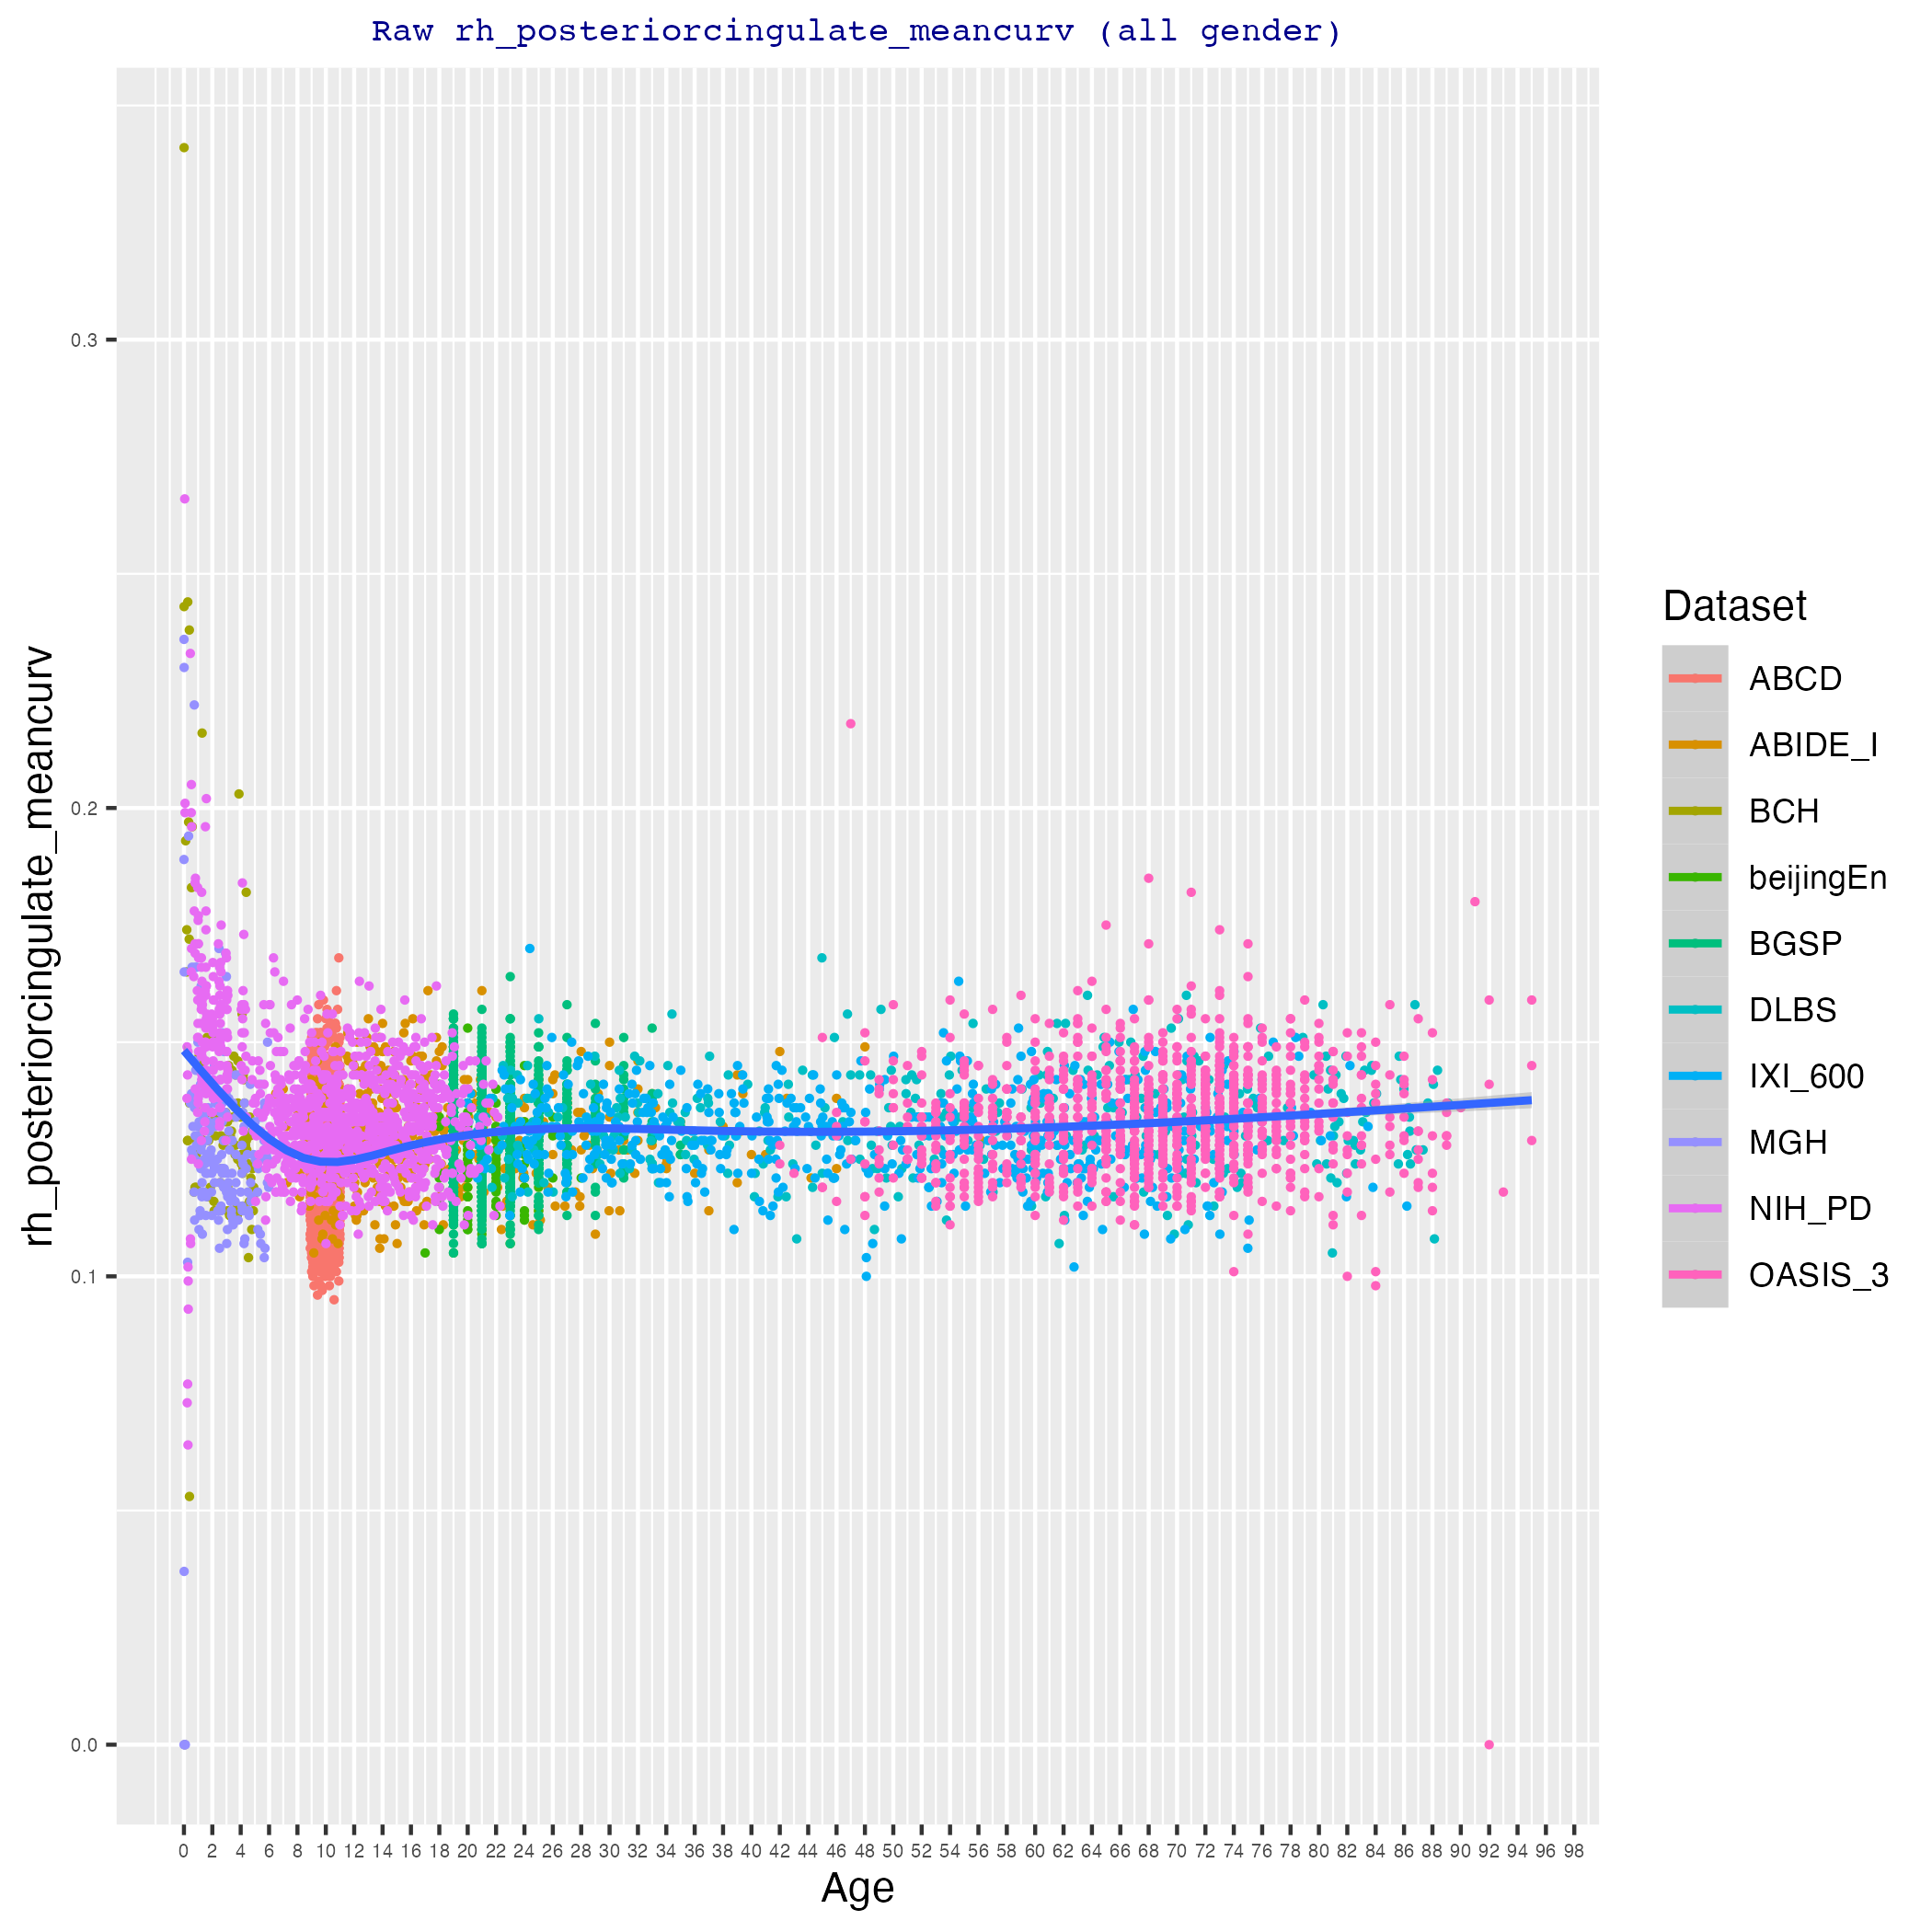 Raw rh_posteriorcingulate_meancurv (all gender)
rh_posteriorcingulate_meancurv
0.3
0.2
0.1
0.0
0 2 4 6 8 10 12 14 16 18 20 22 24 26 28 30 32 34 36 38 40 42 44 46 48 50 52 54 56 58 60 62 64 66 68 70 72 74 76 78 80 82 84 86 88 90 92 94 96 98
Age
Dataset
ABCD
ABIDE_I
BCH
beijingEn
BGSP
DLBS
IXI_600
MGH
NIH_PD
OASIS_3